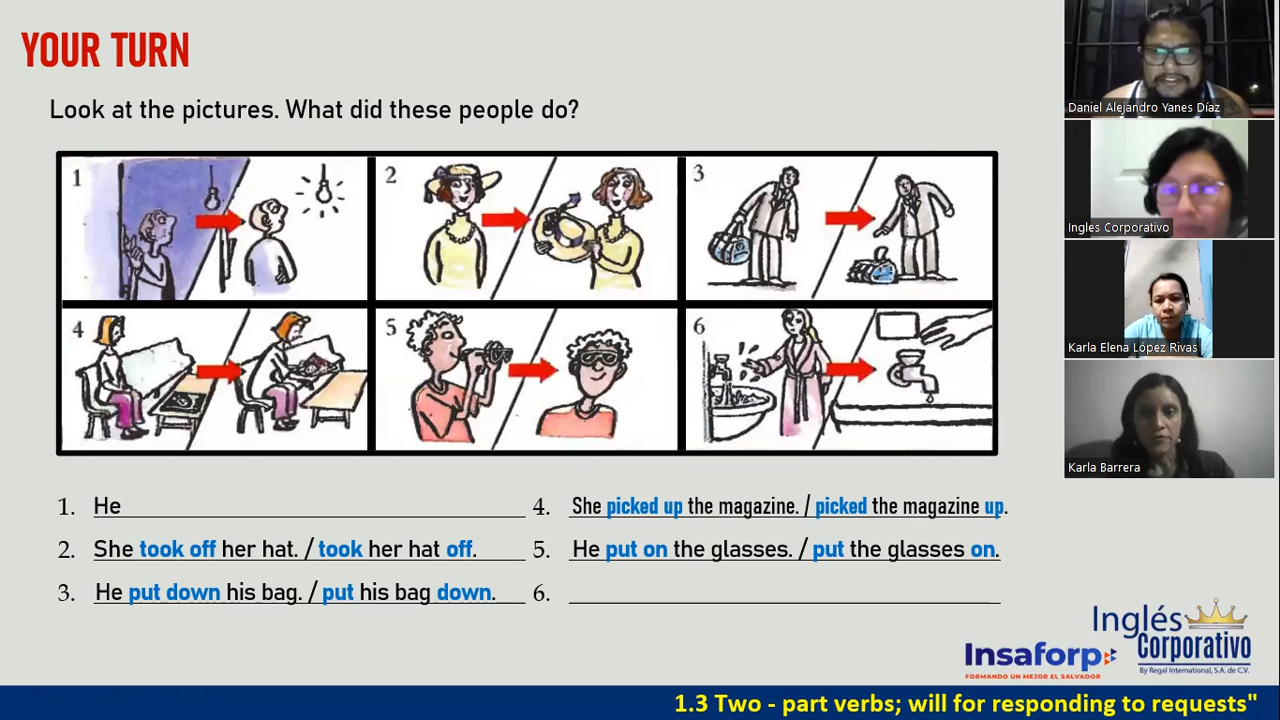 YOUR TURN
Look at the pictures. What did these people do?
1
2
3
4
5
6
1. He
2. She took off her hat. / took her hat off.
3. He put down his bag. / put his bag down.
4. She picked up the magazine. / picked the magazine up.
5. He put on the glasses. / put the glasses on.
6.
Daniel Alejandro Yanes Díaz
Ingles Corporativo
Karla Elena López Rivas
Karla Barrera
Insaforp
FORMANDO UN MEJOR EL SALVADOR
Inglés
Corporativo
By Regal International, S.A. de C.V.
1.3 Two - part verbs; will for responding to requests"